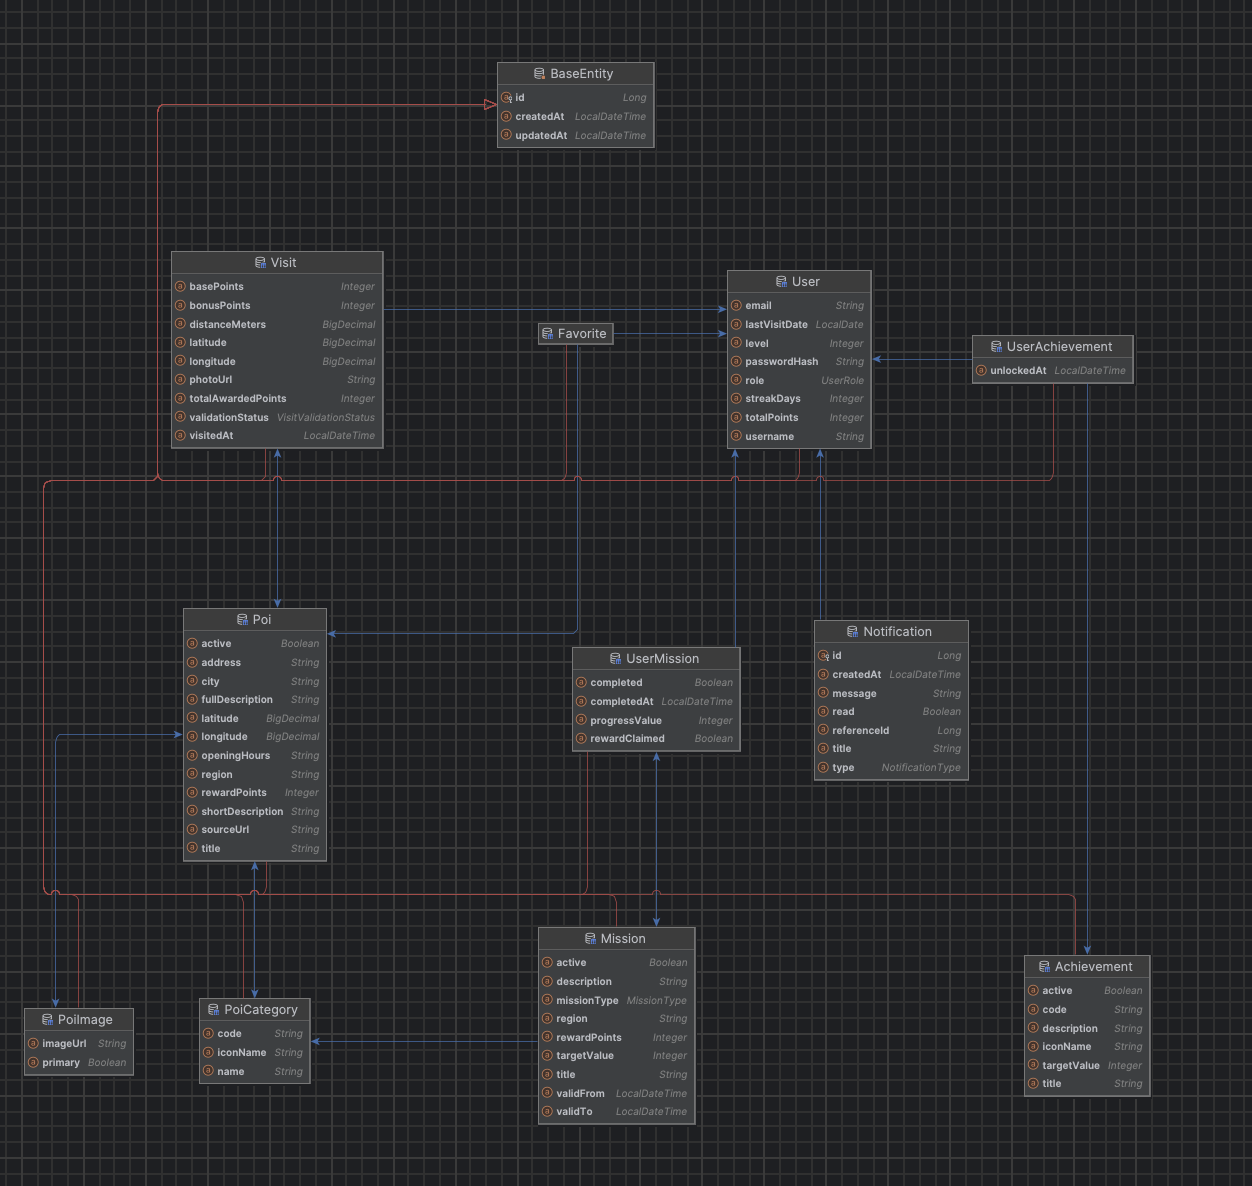 BaseEntity
id Long
createdAt LocalDateTime
updatedAt LocalDateTime
Visit
basePoints Integer
bonusPoints Integer
distanceMeters BigDecimal
latitude BigDecimal
longitude BigDecimal
photoUrl String
totalAwardedPoints Integer
validationStatus VisitValidationStatus
visitedAt LocalDateTime
Favorite
User
email String
lastVisitDate LocalDate
level Integer
passwordHash String
role UserRole
streakDays Integer
totalPoints Integer
username String
UserAchievement
unlockedAt LocalDateTime
Poi
active Boolean
address String
city String
fullDescription String
latitude BigDecimal
longitude BigDecimal
openingHours String
region String
rewardPoints Integer
shortDescription String
sourceUrl String
title String
UserMission
completed Boolean
completedAt LocalDateTime
progressValue Integer
rewardClaimed Boolean
Notification
id Long
createdAt LocalDateTime
message String
read Boolean
referenceId Long
title String
type NotificationType
PoiImage
imageUrl String
primary Boolean
PoiCategory
code String
iconName String
name String
Mission
active Boolean
description String
missionType MissionType
region String
rewardPoints Integer
targetValue Integer
title String
validFrom LocalDateTime
validTo LocalDateTime
Achievement
active Boolean
code String
description String
iconName String
targetValue Integer
title String